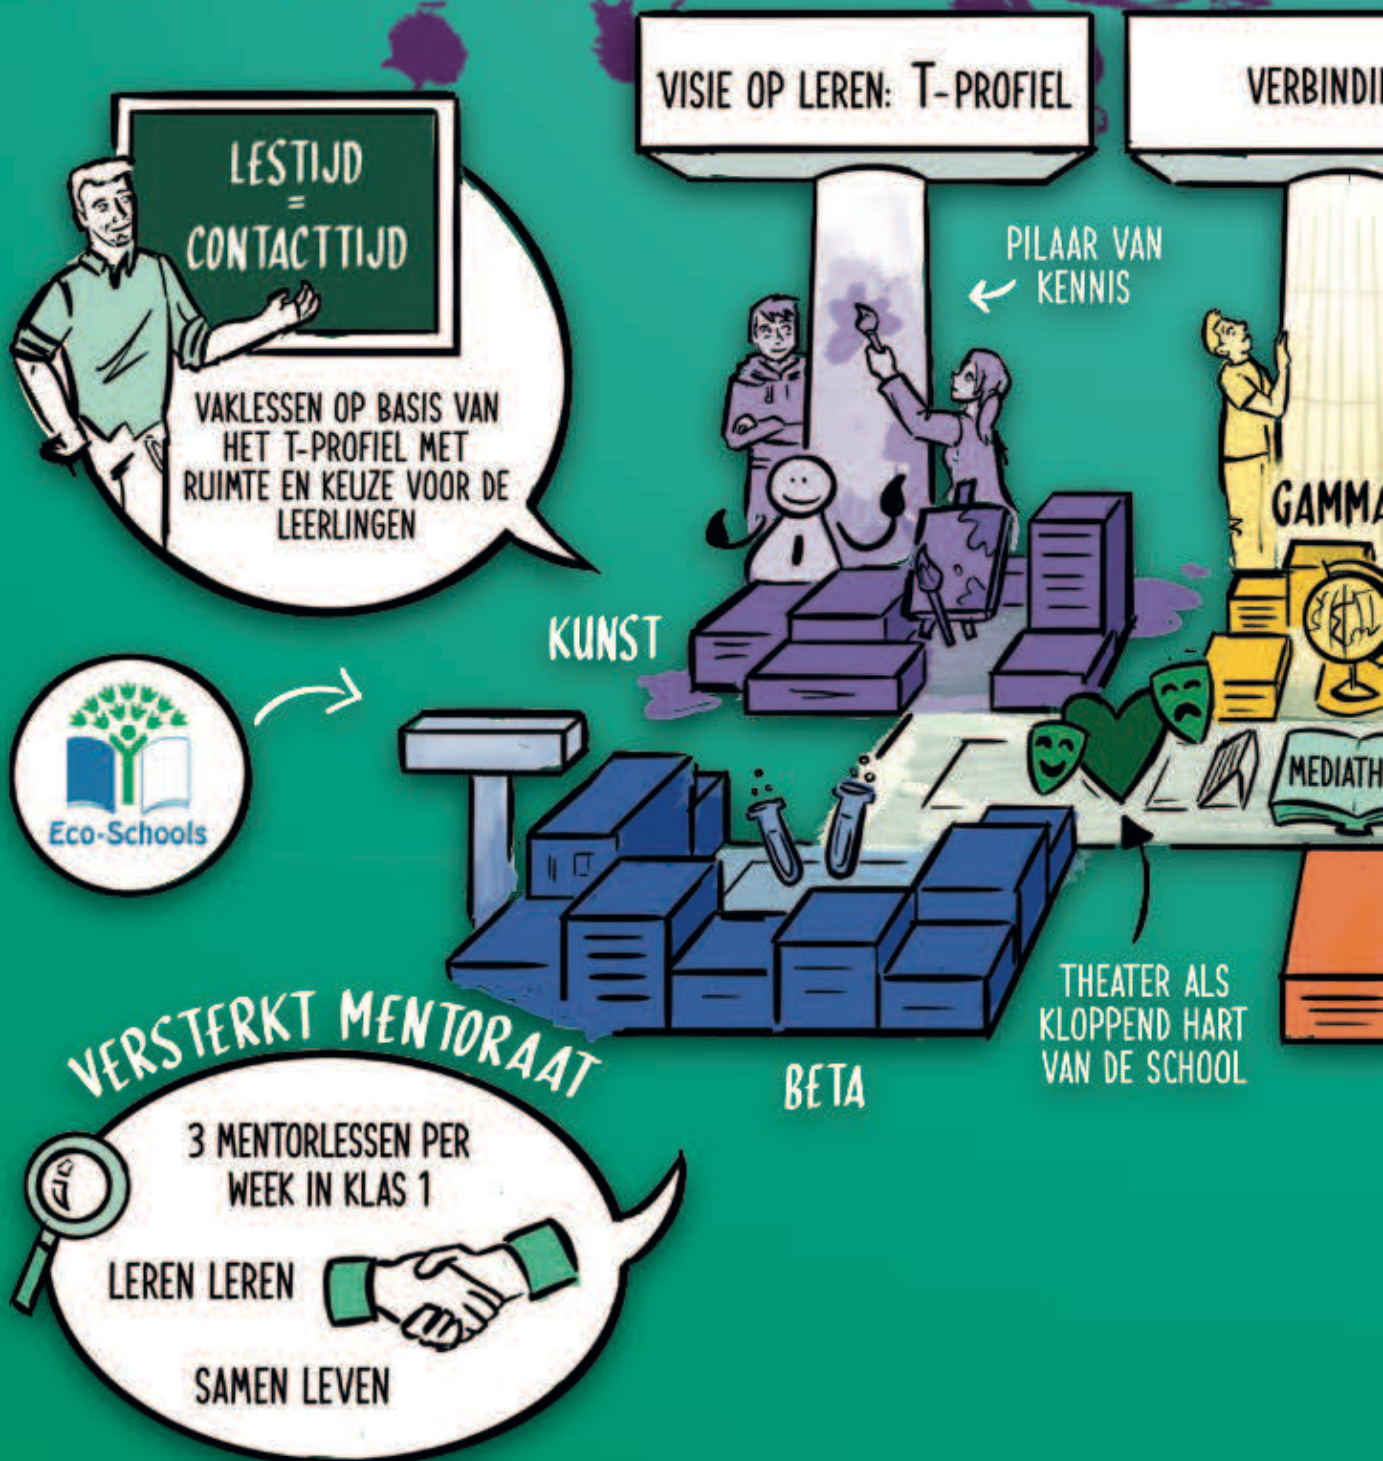 VISIE OP LEREN: T-PROFIEL
LESTIJD
=
CONTACTTIJD
VAKLESSEN OP BASIS VAN
HET T-PROFIEL MET
RUIMTE EN KEUZE VOOR DE
LEERLINGEN
PILAAR VAN
KENNIS
KUNST
Eco-Schools
THEATER ALS
KLOPPEND HART
VAN DE SCHOOL
BETA
VERSTERKT MENTORAAT
3 MENTORLESSEN PER
WEEK IN KLAS 1
LEREN LEREN
SAMEN LEVEN